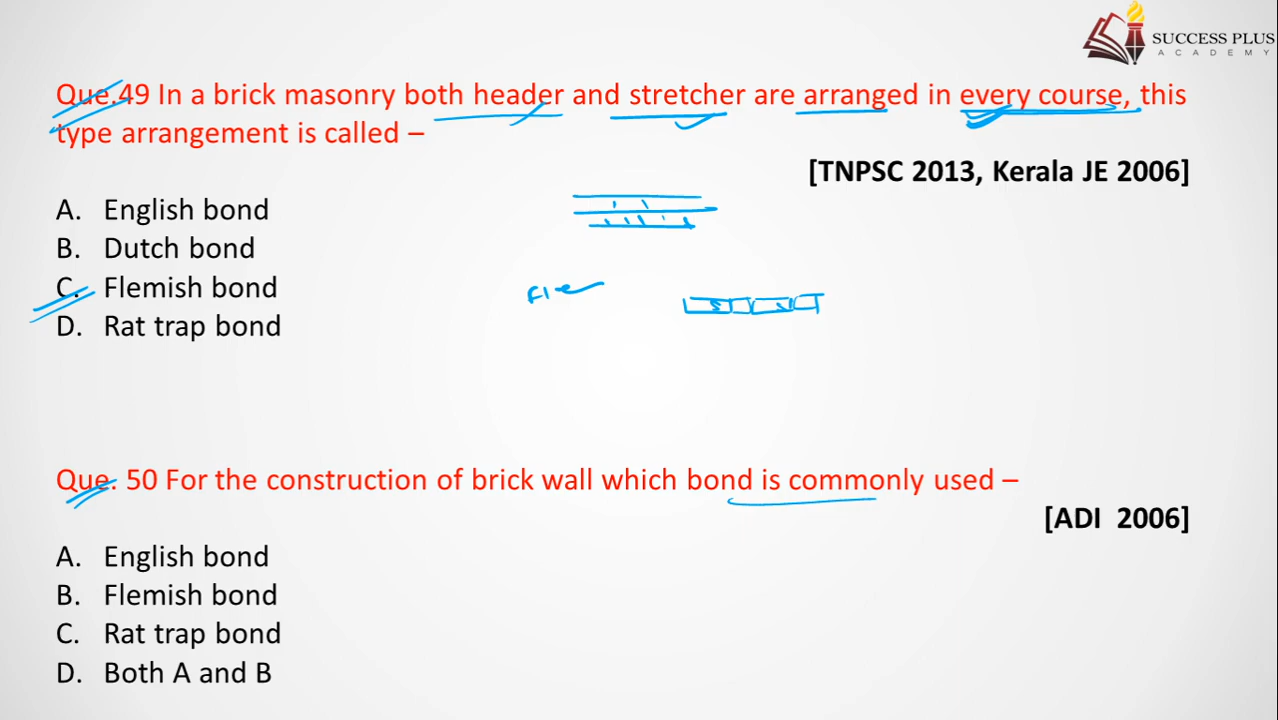 SUCCESS PLUS
ACADEMY
Que.49 In a brick masonry both header and stretcher are arranged in every course, this
type arrangement is called –
[TNPSC 2013, Kerala JE 2006]
A. English bond
B. Dutch bond
C. Flemish bond
D. Rat trap bond
Que. 50 For the construction of brick wall which bond is commonly used –
[ADI 2006]
A. English bond
B. Flemish bond
C. Rat trap bond
D. Both A and B